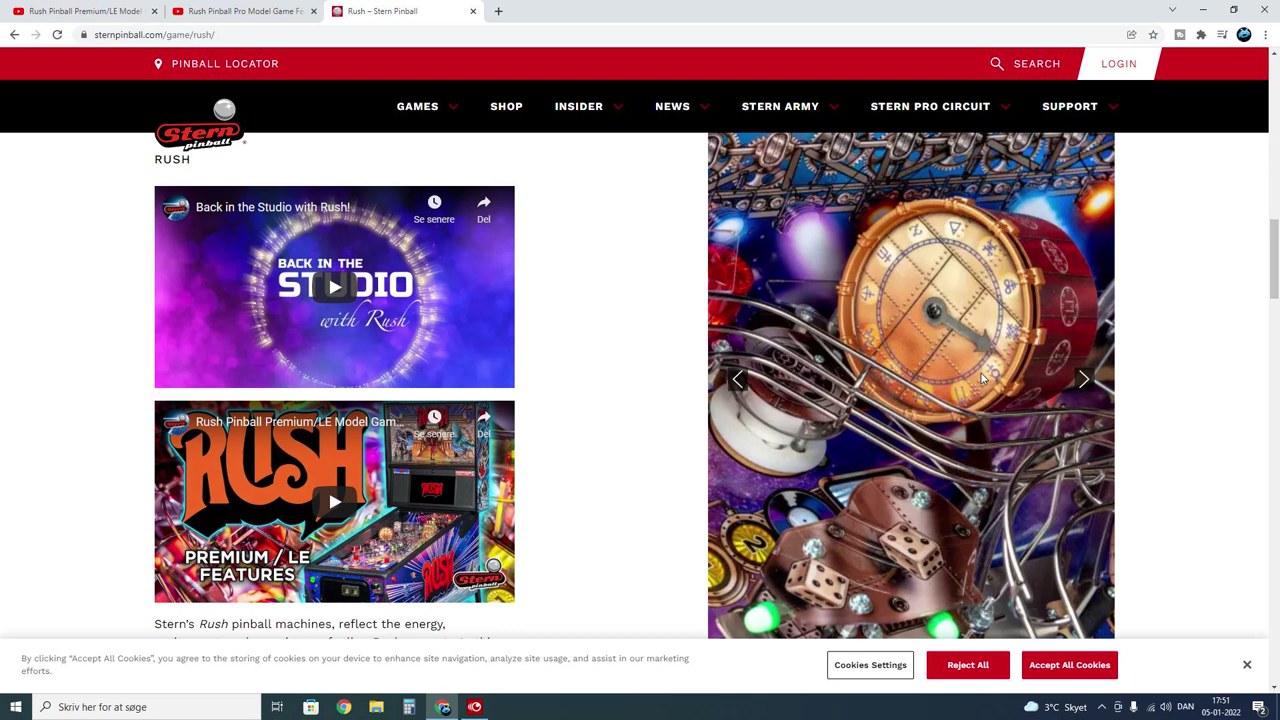 Rush Pinball Premium/LE Model
Rush Pinball Pro Model Game Fe
Rush – Stern Pinball
sternpinball.com/game/rush/
PINBALL LOCATOR
SEARCH
LOGIN
Stern
pinball
GAMES
SHOP
INSIDER
NEWS
STERN ARMY
STERN PRO CIRCUIT
SUPPORT
RUSH
Back in the Studio with Rush!
Se senere
Del
BACK IN THE
STUDIO
with Rush
Rush Pinball Premium/LE Model Gam...
Se senere
Del
RUSH
PREMIUM / LE
FEATURES
RUSH
RUSH
Stern
pinball
2
Stern's Rush pinball machines, reflect the energy,
By clicking “Accept All Cookies”, you agree to the storing of cookies on your device to enhance site navigation, analyze site usage, and assist in our marketing
efforts.
Cookies Settings
Reject All
Accept All Cookies
Skriv her for at søge
3°C Skyet
DAN
17:51
05-01-2022
2